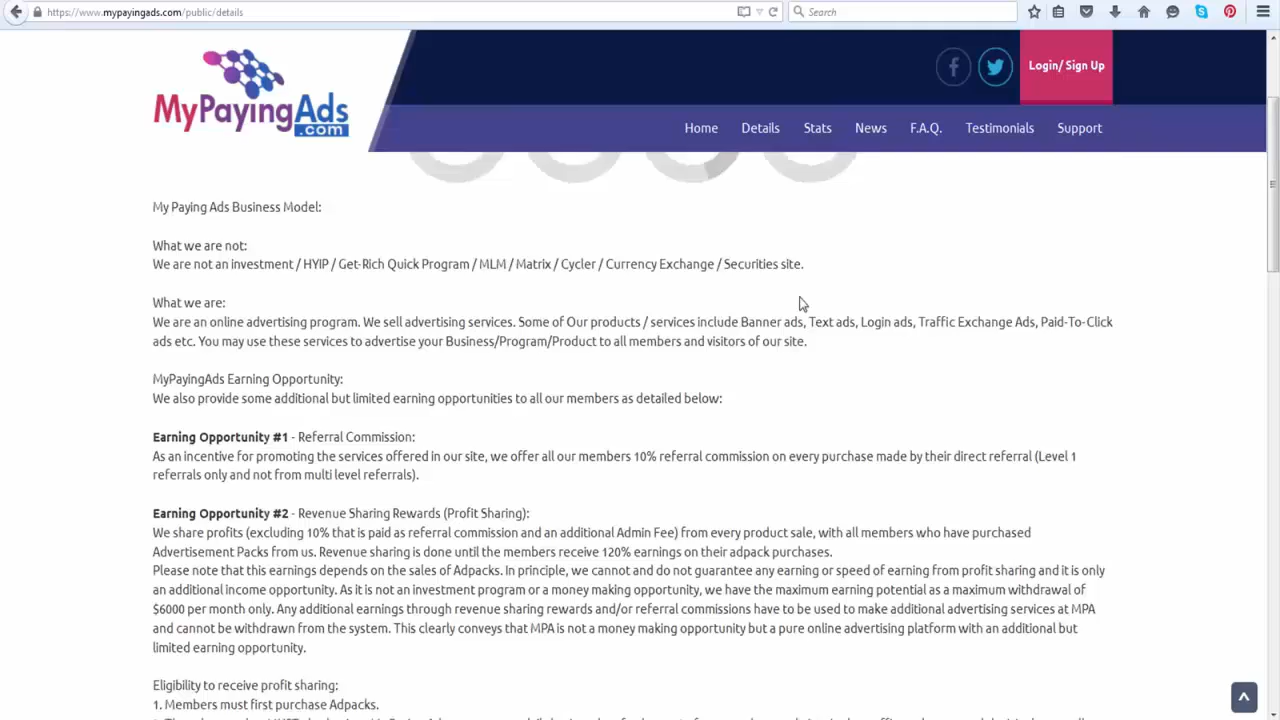 https://www.mypayingads.com/public/details
Search
MyPayingAds
.com
Login/ Sign Up
Home Details Stats News F.A.Q. Testimonials Support
My Paying Ads Business Model:
What we are not:
We are not an investment / HYIP / Get-Rich Quick Program / MLM / Matrix / Cycler / Currency Exchange / Securities site.
What we are:
We are an online advertising program. We sell advertising services. Some of Our products / services include Banner ads, Text ads, Login ads, Traffic Exchange Ads, Paid-To-Click
ads etc. You may use these services to advertise your Business/Program/Product to all members and visitors of our site.
MyPayingAds Earning Opportunity:
We also provide some additional but limited earning opportunities to all our members as detailed below:
Earning Opportunity #1 - Referral Commission:
As an incentive for promoting the services offered in our site, we offer all our members 10% referral commission on every purchase made by their direct referral (Level 1
referrals only and not from multi level referrals).
Earning Opportunity #2 - Revenue Sharing Rewards (Profit Sharing):
We share profits (excluding 10% that is paid as referral commission and an additional Admin Fee) from every product sale, with all members who have purchased
Advertisement Packs from us. Revenue sharing is done until the members receive 120% earnings on their adpack purchases.
Please note that this earnings depends on the sales of Adpacks. In principle, we cannot and do not guarantee any earning or speed of earning from profit sharing and it is only
an additional income opportunity. As it is not an investment program or a money making opportunity, we have the maximum earning potential as a maximum withdrawal of
$6000 per month only. Any additional earnings through revenue sharing rewards and/or referral commissions have to be used to make additional advertising services at MPA
and cannot be withdrawn from the system. This clearly conveys that MPA is not a money making opportunity but a pure online advertising platform with an additional but
limited earning opportunity.
Eligibility to receive profit sharing:
1. Members must first purchase Adpacks.